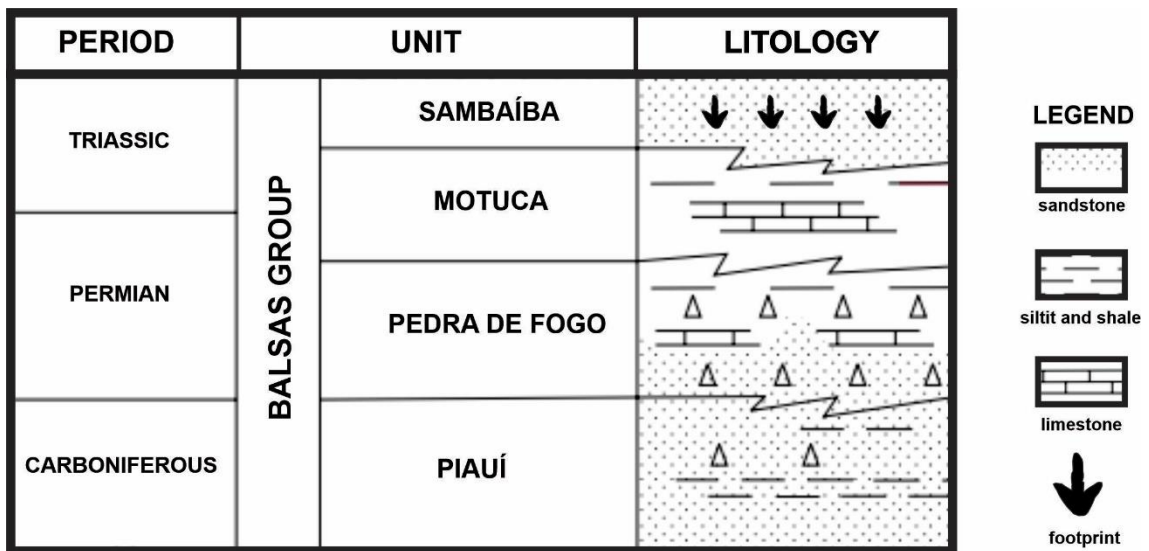 PERIOD
UNIT
LITOLOGY
TRIASSIC
PERMIAN
CARBONIFEROUS
BALSAS GROUP
SAMBAÍBA
MOTUCA
PEDRA DE FOGO
PIAUÍ
LEGEND
sandstone
siltit and shale
limestone
footprint